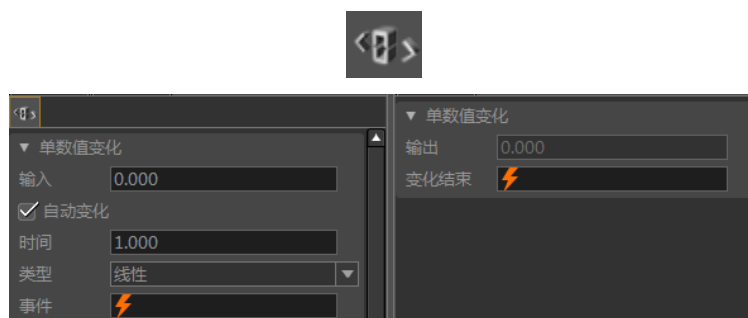 ▼ 单数值变化
输入 0.000
自动变化
时间 1.000
类型 线性
事件
▼ 单数值变化
输出 0.000
变化结束